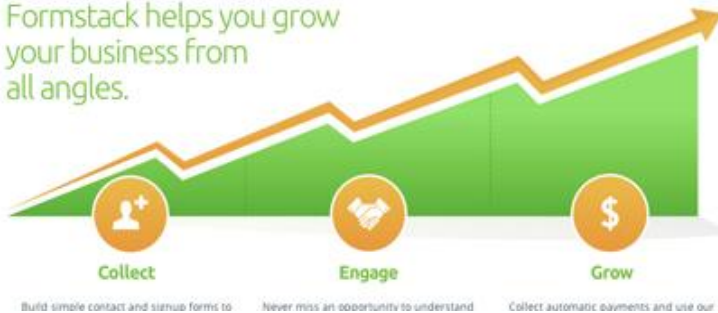 Formstack helps you grow
your business from
all angles.
$
Collect
Engage
Grow
Build simple contact and signup forms to
Never miss an opportunity to understand
Collect automatic payments and use our